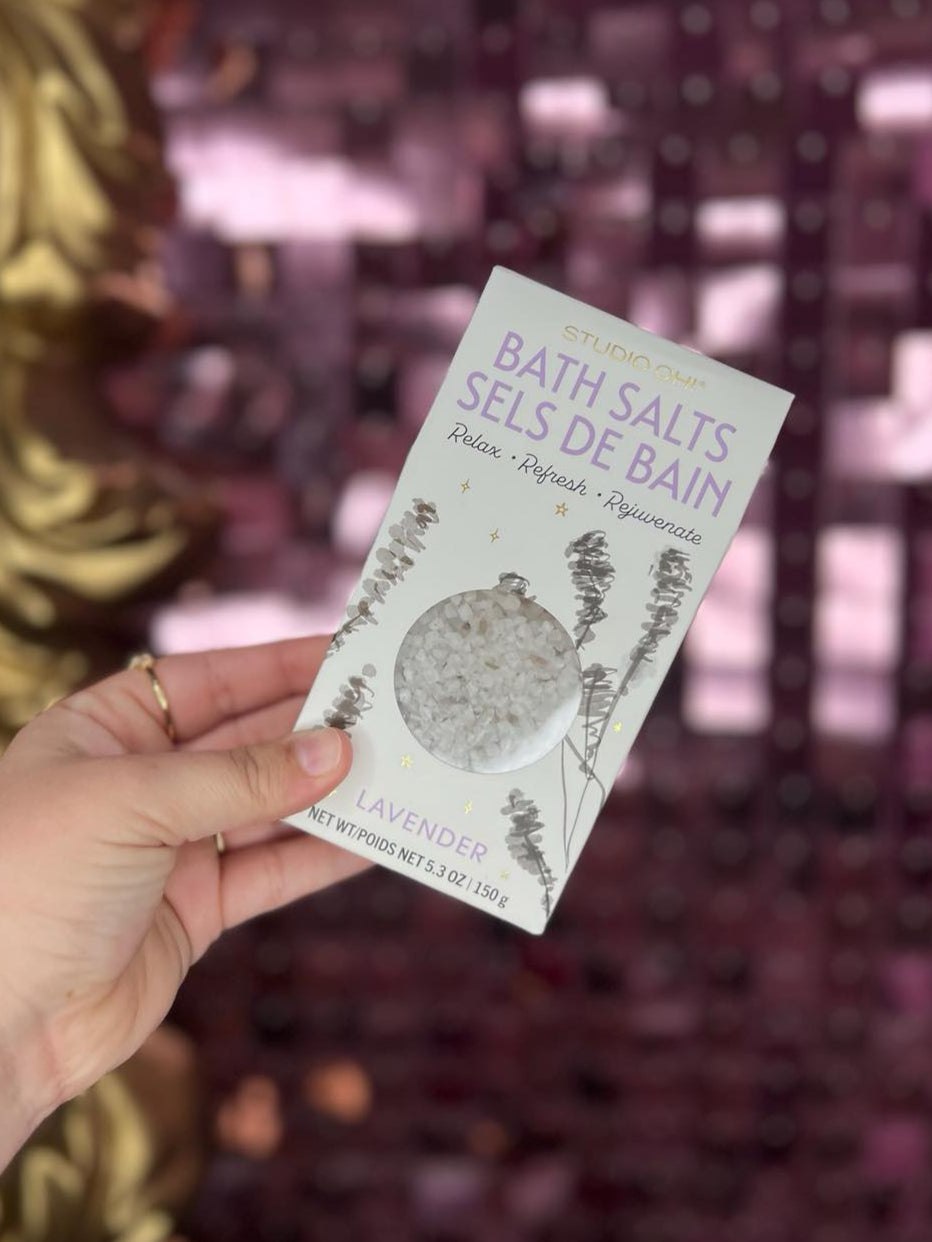 STUDIO OH!®
BATH SALTS
SELS DE BAIN
Relax • Refresh • Rejuvenate
LAVENDER
NET WT/POIDS NET 5.3 OZ | 150 g